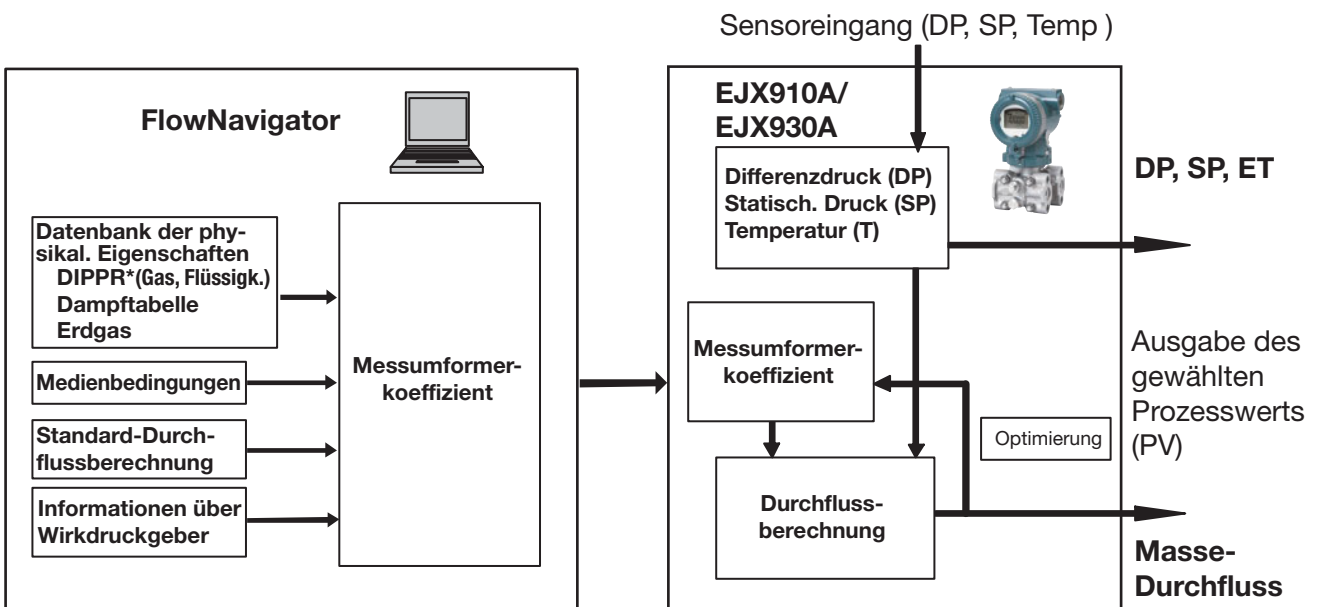 Sensoreingang (DP, SP, Temp )
FlowNavigator
Datenbank der phy-
sikal. Eigenschaften
DIPPR*(Gas, Flüssigk.)
Dampftabelle
Erdgas
Medienbedingungen
Standard-Durch-
flussberechnung
Informationen über
Wirkdruckgeber
Messumformer-
koeffizient
EJX910A/
EJX930A
Differenzdruck (DP)
Statisch. Druck (SP)
Temperatur (T)
Messumformer-
koeffizient
Optimierung
Durchfluss-
berechnung
DP, SP, ET
Ausgabe des
gewählten
Prozesswerts
(PV)
Masse-
Durchfluss